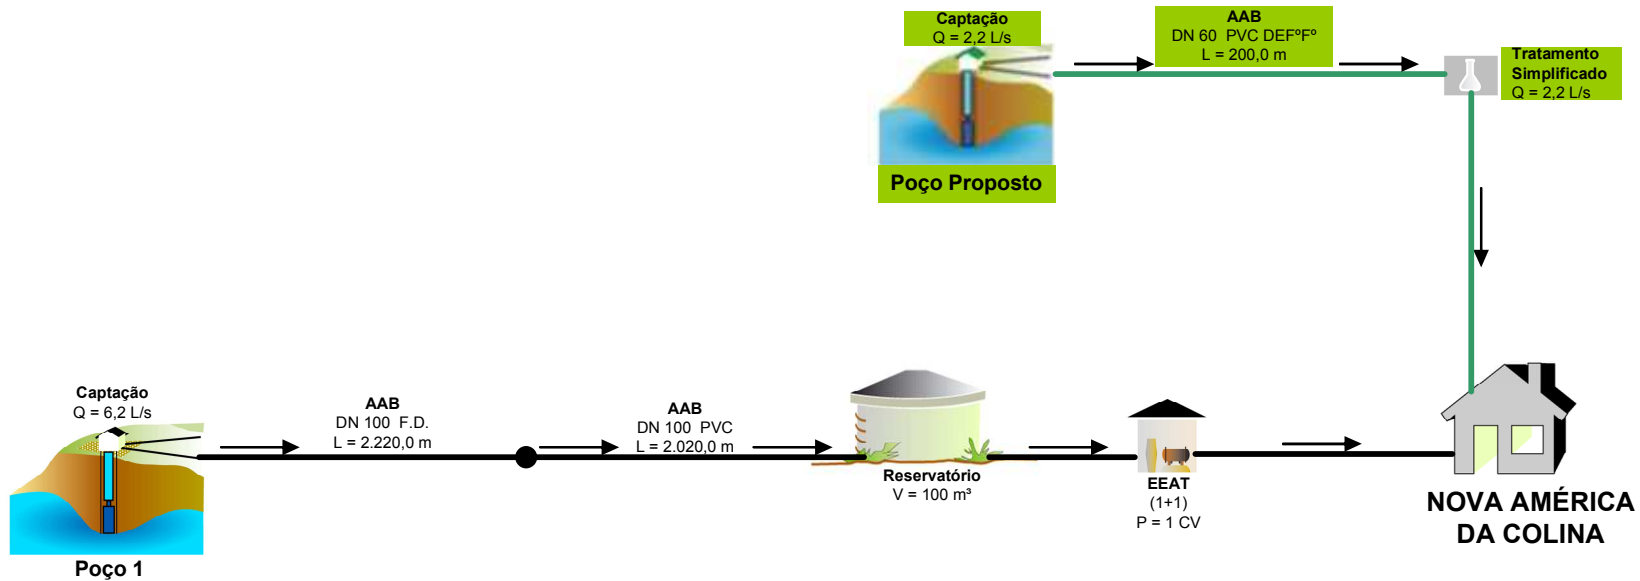 Captação
Q = 2,2 L/s
AAB
DN 60 PVC DEFºFº
L = 200,0 m
Tratamento
Simplificado
Q = 2,2 L/s
Poço Proposto
Captação
Q = 6,2 L/s
AAB
DN 100 F.D.
L = 2.220,0 m
AAB
DN 100 PVC
L = 2.020,0 m
Reservatório
V = 100 m³
EEAT
(1+1)
P = 1 CV
NOVA AMÉRICA
DA COLINA
Poço 1